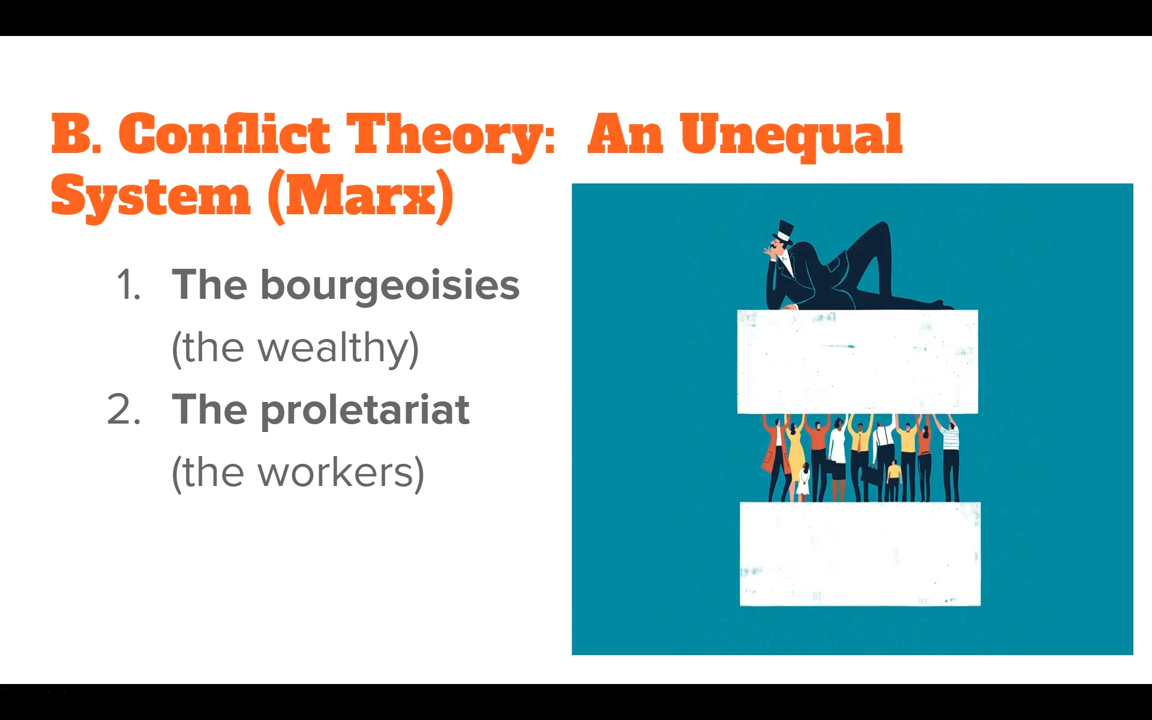 B. Conflict Theory: An Unequal
System (Marx)
1. The bourgeoisies
(the wealthy)
2. The proletariat
(the workers)